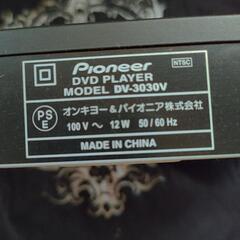 Pioneer
NTSC
DVD PLAYER
MODEL DV-3030V
PS
E
オンキヨー&パイオニア株式会社
100 V ～ 12 W 50 / 60 Hz
MADE IN CHINA